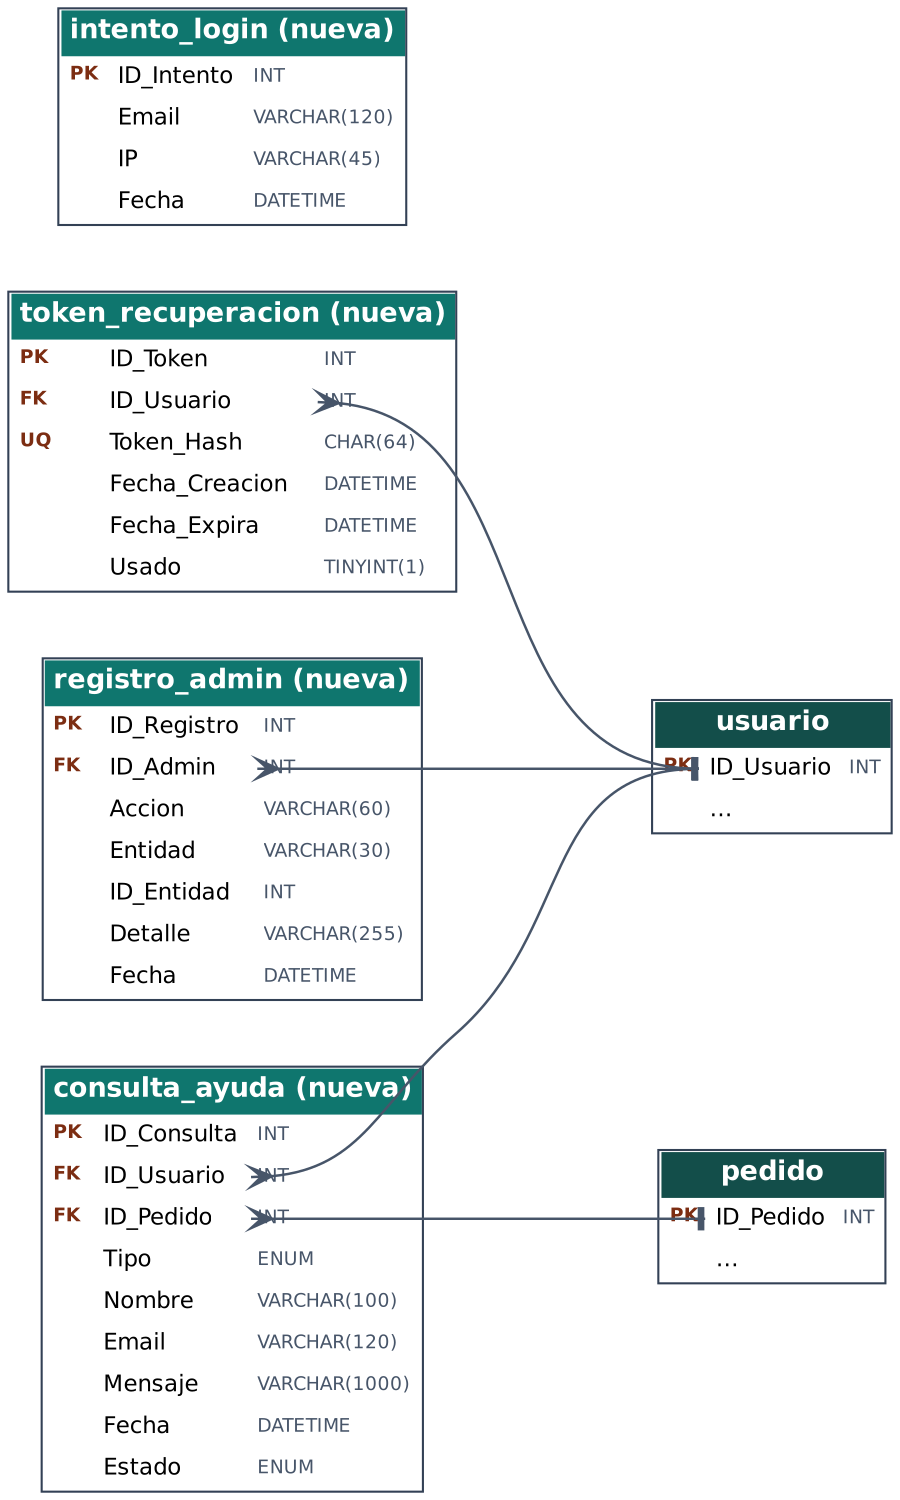 intento_login (nueva)
PK ID_Intento INT
Email VARCHAR(120)
IP VARCHAR(45)
Fecha DATETIME
token_recuperacion (nueva)
PK ID_Token INT
FK ID_Usuario INT
UQ Token_Hash CHAR(64)
Fecha_Creacion DATETIME
Fecha_Expira DATETIME
Usado TINYINT(1)
registro_admin (nueva)
PK ID_Registro INT
FK ID_Admin INT
Accion VARCHAR(60)
Entidad VARCHAR(30)
ID_Entidad INT
Detalle VARCHAR(255)
Fecha DATETIME
usuario
PK ID_Usuario INT
...
consulta_ayuda (nueva)
PK ID_Consulta INT
FK ID_Usuario INT
FK ID_Pedido INT
Tipo ENUM
Nombre VARCHAR(100)
Email VARCHAR(120)
Mensaje VARCHAR(1000)
Fecha DATETIME
Estado ENUM
pedido
PK ID_Pedido INT
...